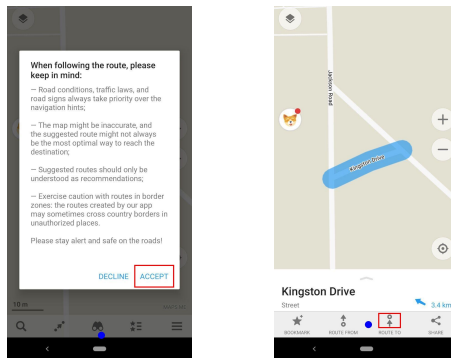 When following the route, please
keep in mind:
— Road conditions, traffic laws, and
road signs always take priority over the
navigation hints;
— The map might be inaccurate, and
the suggested route might not always
be the most optimal way to reach the
destination;
— Suggested routes should only be
understood as recommendations;
— Exercise caution with routes in border
zones: the routes created by our app
may sometimes cross country borders in
unauthorized places.
Please stay alert and safe on the roads!
DECLINE ACCEPT
10 m
Jackson Road
Kingston Drive
Kingston Drive
Street
3.4 km
BOOKMARK ROUTE FROM ROUTE TO SHARE